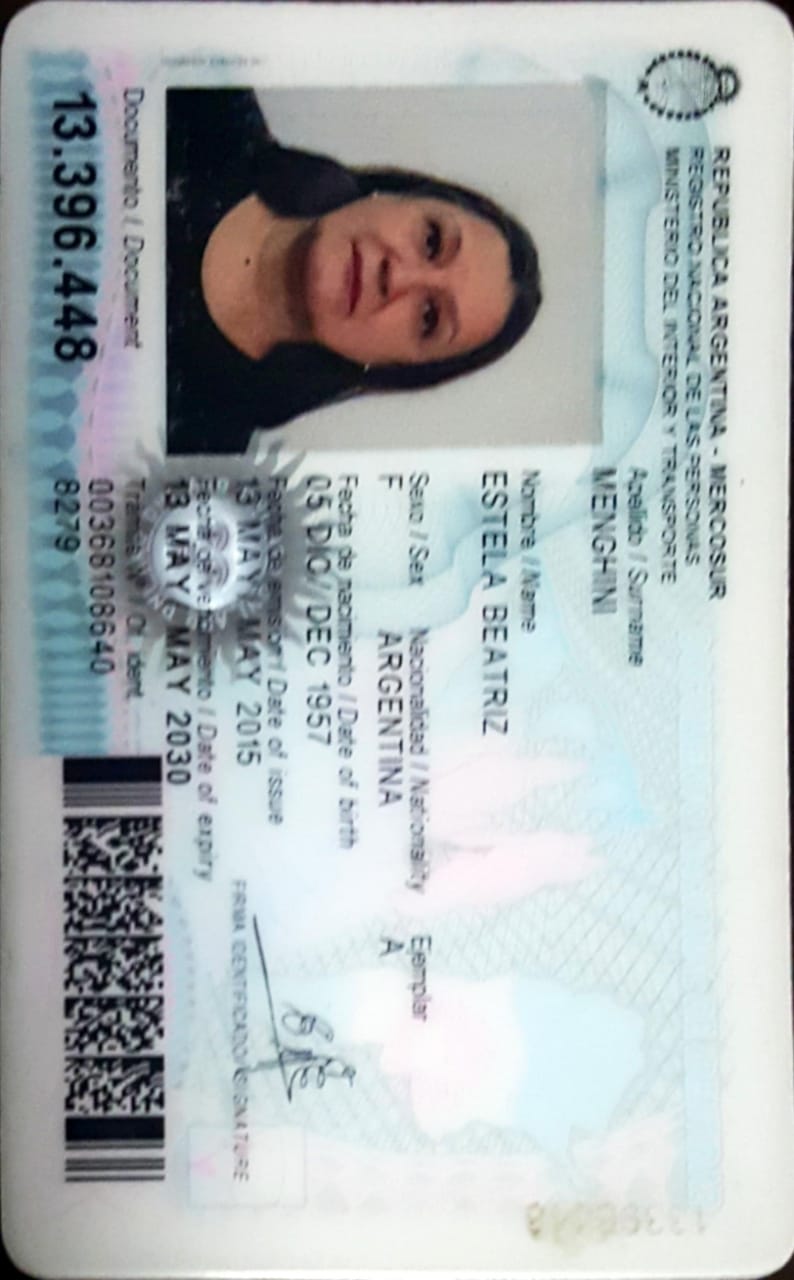 REPUBLICA ARGENTINA - MERCOSUR
REGISTRO NACIONAL DE LAS PERSONAS
MINISTERIO DEL INTERIOR Y TRANSPORTE
Apellido / Surname
MENGHINI
Nombre / Name
ESTELA BEATRIZ
Sexo / Sex Nacionalidad / Nationality Ejemplar
F ARGENTINA A
Fecha de nacimiento / Date of birth
05 DIC/ DEC 1957
Fecha de emisión / Date of issue
13 MAY/ MAY 2015
FIRMA IDENTIFICADO / SIGNATURE
Fecha de vencimiento / Date of expiry
13 MAY/ MAY 2030
Documento / Document
13.396.448
Tramite N° / Of. ident.
00368108640
8279